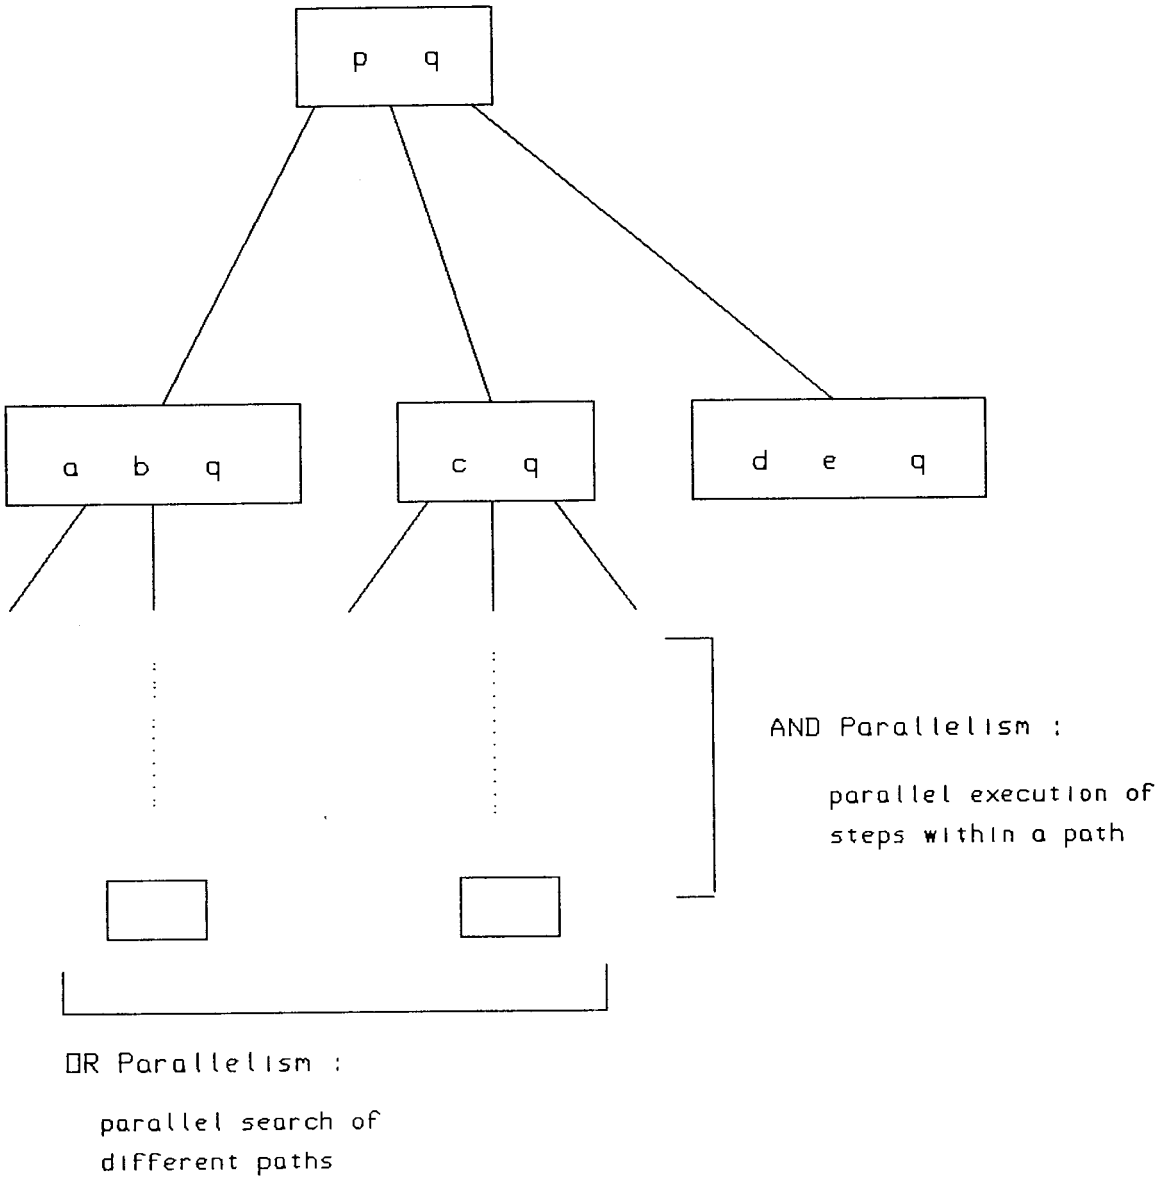 p q
a b q
c q
d e q
AND Parallelism :
parallel execution of
steps within a path
OR Parallelism :
parallel search of
different paths